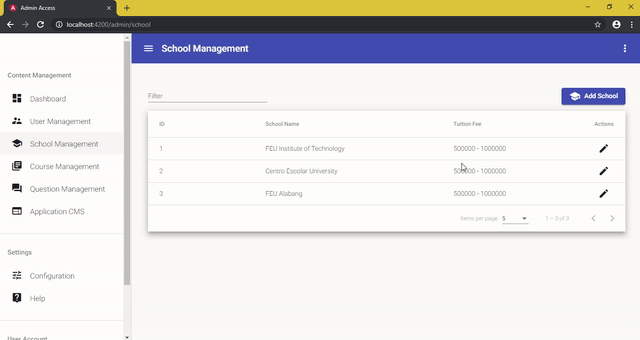 Admin Access
localhost:4200/admin/school
School Management
Content Management
Dashboard
User Management
School Management
Course Management
Question Management
Application CMS
Settings
Configuration
Help
User Account
Filter
Add School
ID School Name Tuition Fee Actions
1 FEU Institute of Technology 500000 - 1000000
2 Centro Escolar University 500000 - 1000000
3 FEU Alabang 500000 - 1000000
Items per page: 5 1 – 3 of 3